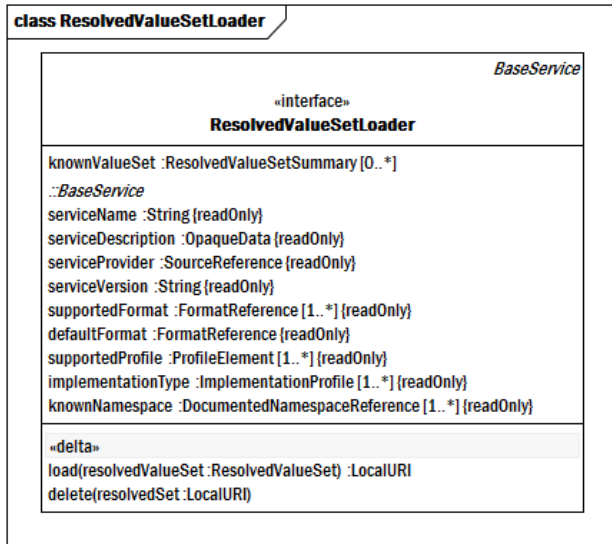 class ResolvedValueSetLoader
BaseService
«interface»
ResolvedValueSetLoader
knownValueSet :ResolvedValueSetSummary [0..*]
::BaseService
serviceName :String {readOnly}
serviceDescription :OpaqueData {readOnly}
serviceProvider :SourceReference {readOnly}
serviceVersion :String {readOnly}
supportedFormat :FormatReference [1..*] {readOnly}
defaultFormat :FormatReference {readOnly}
supportedProfile :ProfileElement [1..*] {readOnly}
implementationType :ImplementationProfile [1..*] {readOnly}
knownNamespace :DocumentedNamespaceReference [1..*] {readOnly}
«delta»
load(resolvedValueSet :ResolvedValueSet) :LocalURI
delete(resolvedSet :LocalURI)